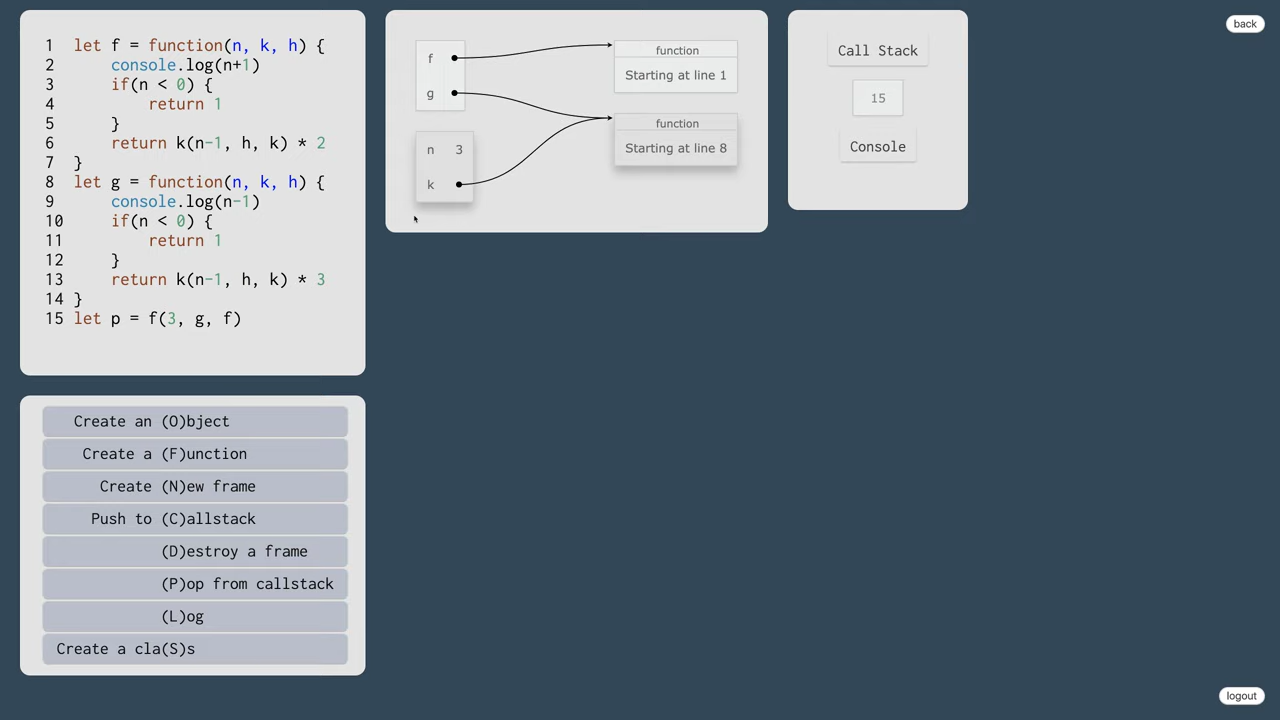 1 let f = function(n, k, h) {
2 console.log(n+1)
3 if(n < 0) {
4 return 1
5 }
6 return k(n-1, h, k) * 2
7 }
8 let g = function(n, k, h) {
9 console.log(n-1)
10 if(n < 0) {
11 return 1
12 }
13 return k(n-1, h, k) * 3
14 }
15 let p = f(3, g, f)
Create an (O)bject
Create a (F)unction
Create (N)ew frame
Push to (C)allstack
(D)estroy a frame
(P)op from callstack
(L)og
Create a cla(S)s
f
g
n 3
k
function
Starting at line 1
function
Starting at line 8
Call Stack
15
Console
back
logout